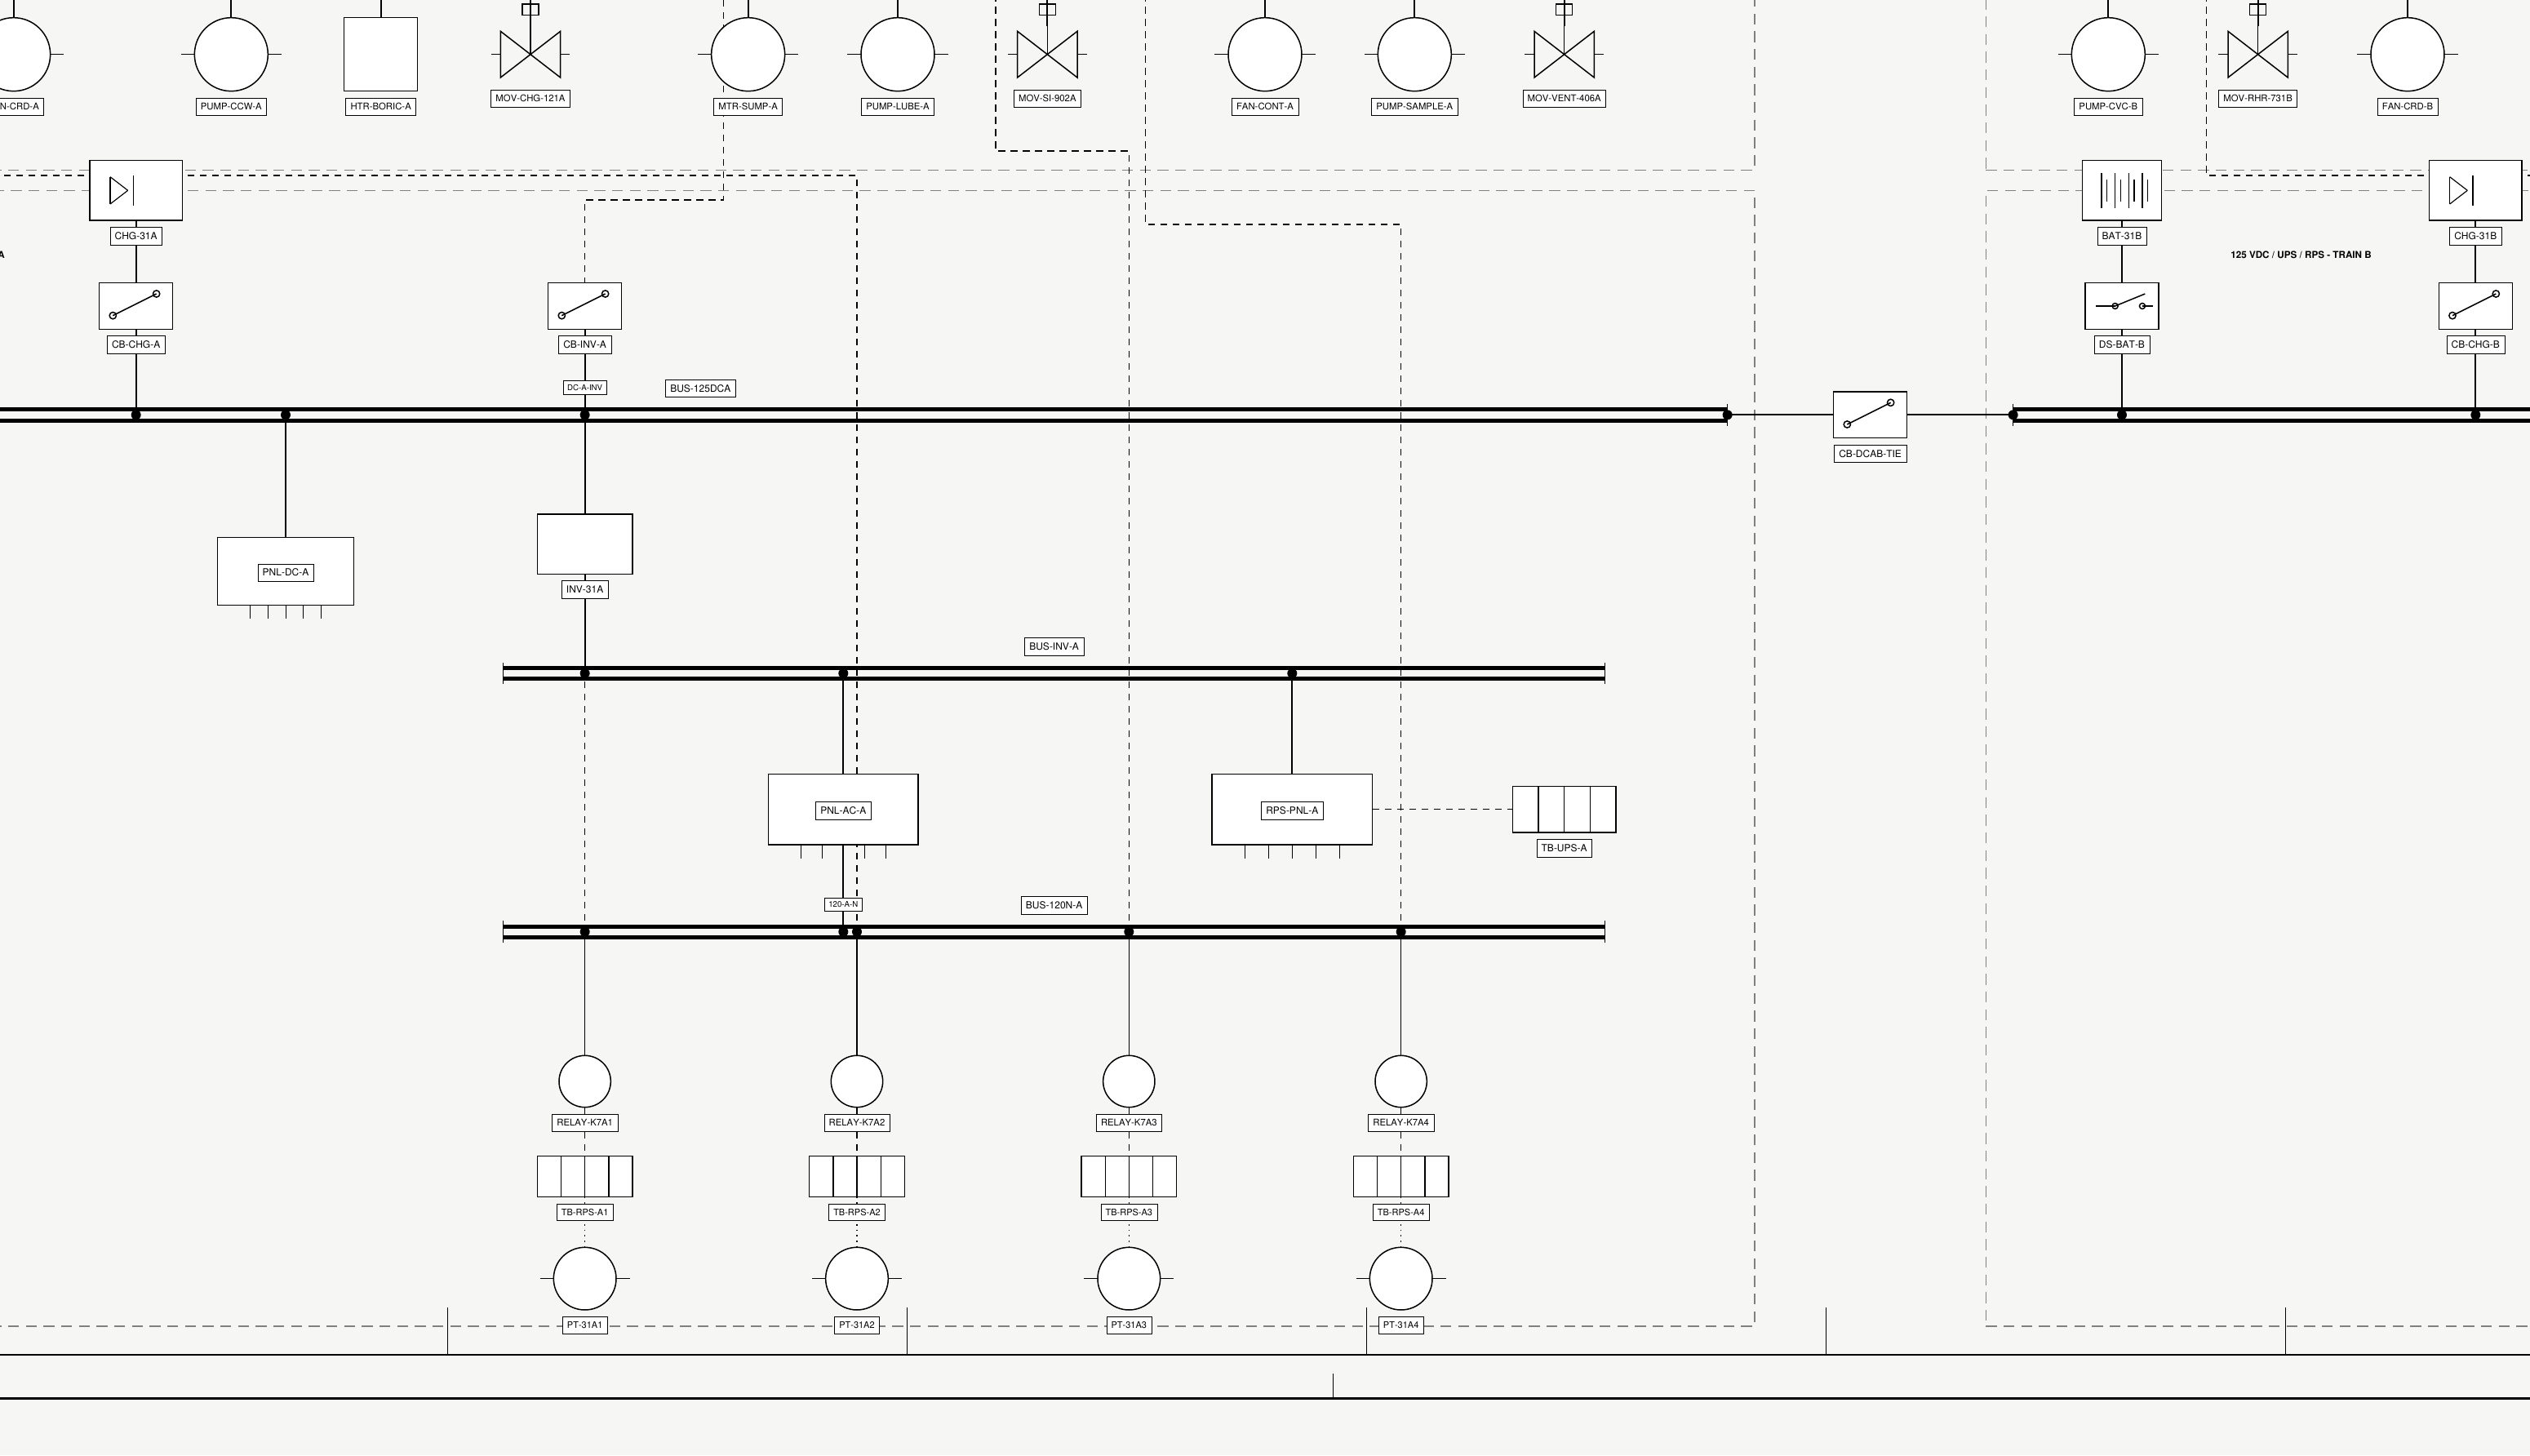 N-CRD-A
PUMP-CCW-A
HTR-BORIC-A
MOV-CHG-121A
MTR-SUMP-A
PUMP-LUBE-A
MOV-SI-902A
FAN-CONT-A
PUMP-SAMPLE-A
MOV-VENT-406A
PUMP-CVC-B
MOV-RHR-731B
FAN-CRD-B
CHG-31A
BAT-31B
CHG-31B
A
125 VDC / UPS / RPS - TRAIN B
CB-CHG-A
CB-INV-A
DS-BAT-B
CB-CHG-B
DC-A-INV
BUS-125DCA
CB-DCAB-TIE
PNL-DC-A
INV-31A
BUS-INV-A
PNL-AC-A
RPS-PNL-A
TB-UPS-A
120-A-N
BUS-120N-A
RELAY-K7A1
RELAY-K7A2
RELAY-K7A3
RELAY-K7A4
TB-RPS-A1
TB-RPS-A2
TB-RPS-A3
TB-RPS-A4
PT-31A1
PT-31A2
PT-31A3
PT-31A4